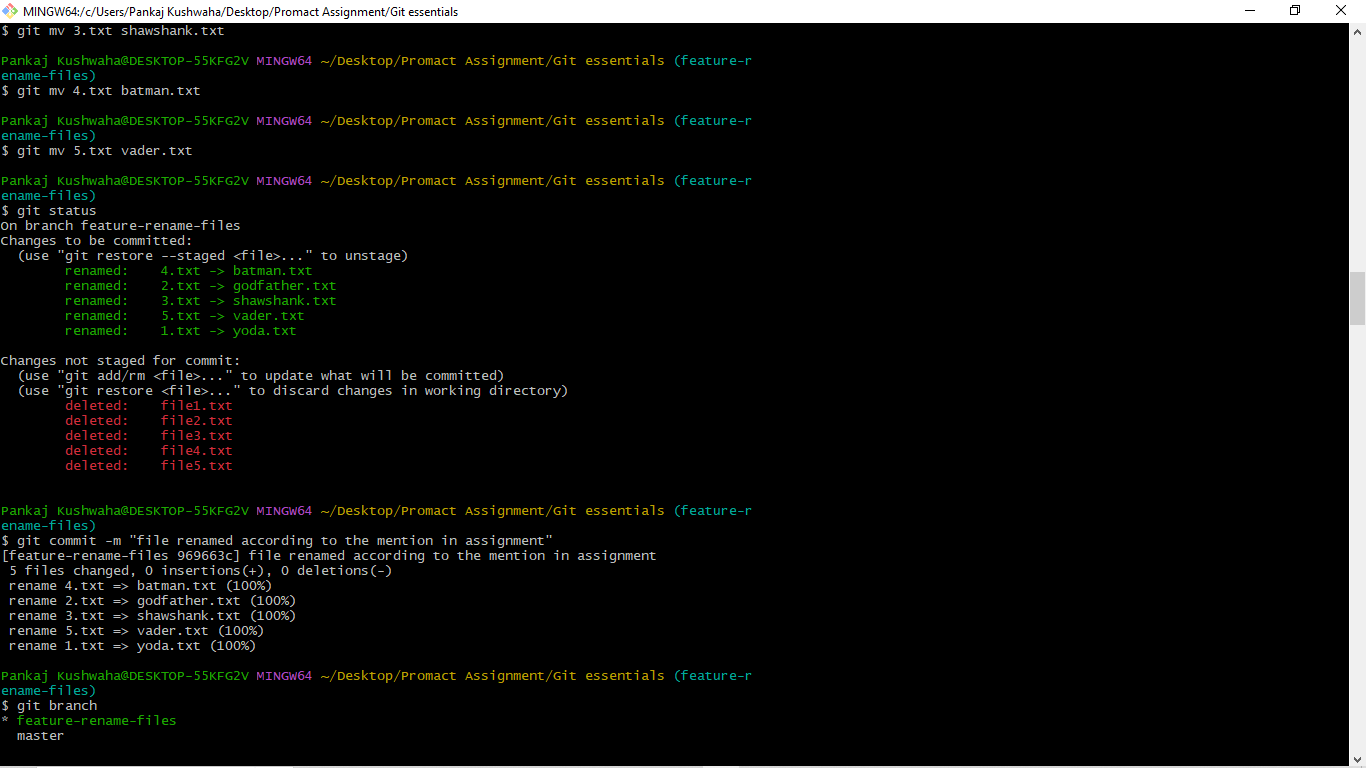 MINGW64:/c/Users/Pankaj Kushwaha/Desktop/Promact Assignment/Git essentials
$ git mv 3.txt shawshank.txt
Pankaj Kushwaha@DESKTOP-55KFG2V MINGW64 ~/Desktop/Promact Assignment/Git essentials (feature-r
ename-files)
$ git mv 4.txt batman.txt
Pankaj Kushwaha@DESKTOP-55KFG2V MINGW64 ~/Desktop/Promact Assignment/Git essentials (feature-r
ename-files)
$ git mv 5.txt vader.txt
Pankaj Kushwaha@DESKTOP-55KFG2V MINGW64 ~/Desktop/Promact Assignment/Git essentials (feature-r
ename-files)
$ git status
On branch feature-rename-files
Changes to be committed:
  (use "git restore --staged <file>..." to unstage)
        renamed:    4.txt -> batman.txt
        renamed:    2.txt -> godfather.txt
        renamed:    3.txt -> shawshank.txt
        renamed:    5.txt -> vader.txt
        renamed:    1.txt -> yoda.txt
Changes not staged for commit:
  (use "git add/rm <file>..." to update what will be committed)
  (use "git restore <file>..." to discard changes in working directory)
        deleted:    file1.txt
        deleted:    file2.txt
        deleted:    file3.txt
        deleted:    file4.txt
        deleted:    file5.txt
Pankaj Kushwaha@DESKTOP-55KFG2V MINGW64 ~/Desktop/Promact Assignment/Git essentials (feature-r
ename-files)
$ git commit -m "file renamed according to the mention in assignment"
[feature-rename-files 969663c] file renamed according to the mention in assignment
 5 files changed, 0 insertions(+), 0 deletions(-)
 rename 4.txt => batman.txt (100%)
 rename 2.txt => godfather.txt (100%)
 rename 3.txt => shawshank.txt (100%)
 rename 5.txt => vader.txt (100%)
 rename 1.txt => yoda.txt (100%)
Pankaj Kushwaha@DESKTOP-55KFG2V MINGW64 ~/Desktop/Promact Assignment/Git essentials (feature-r
ename-files)
$ git branch
* feature-rename-files
  master